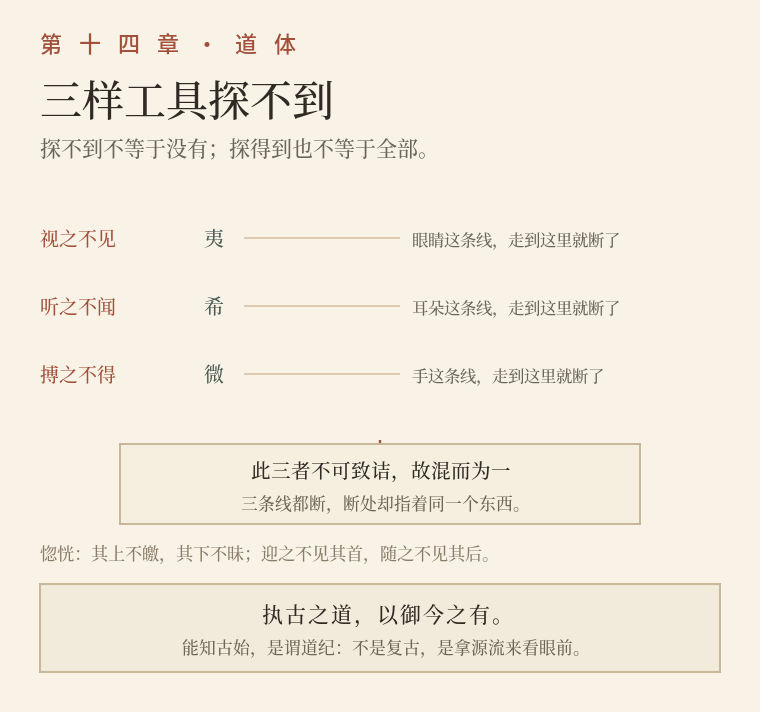 第十四章·道体
三样工具探不到
探不到不等于没有；探得到也不等于全部。
视之不见 夷 眼睛这条线，走到这里就断了
听之不闻 希 耳朵这条线，走到这里就断了
搏之不得 微 手这条线，走到这里就断了
此三者不可致诘，故混而为一
三条线都断，断处却指着同一个东西。
惚恍：其上不皦，其下不昧；迎之不见其首，随之不见其后。
执古之道，以御今之有。
能知古始，是谓道纪：不是复古，是拿源流来看眼前。